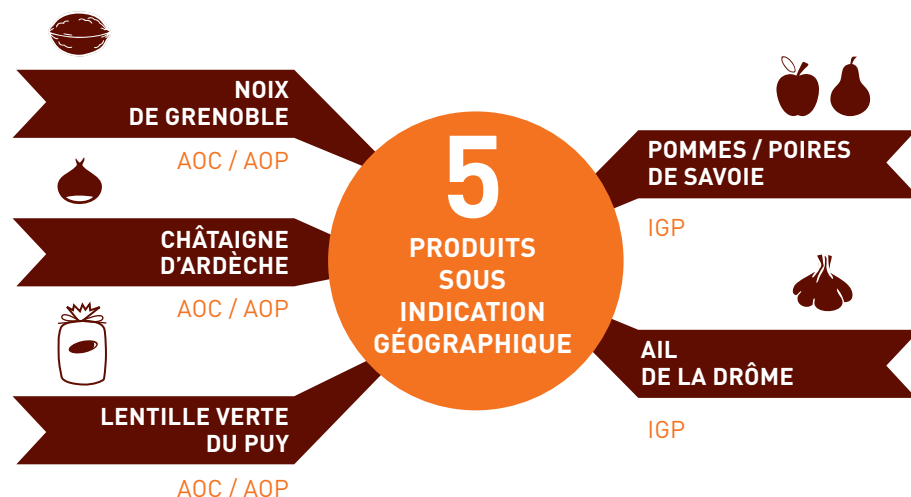 NOIX
DE GRENOBLE
AOC / AOP
CHÂTAIGNE
D'ARDÈCHE
AOC / AOP
LENTILLE VERTE
DU PUY
AOC / AOP
5
PRODUITS
SOUS
INDICATION
GÉOGRAPHIQUE
POMMES / POIRES
DE SAVOIE
IGP
AIL
DE LA DRÔME
IGP